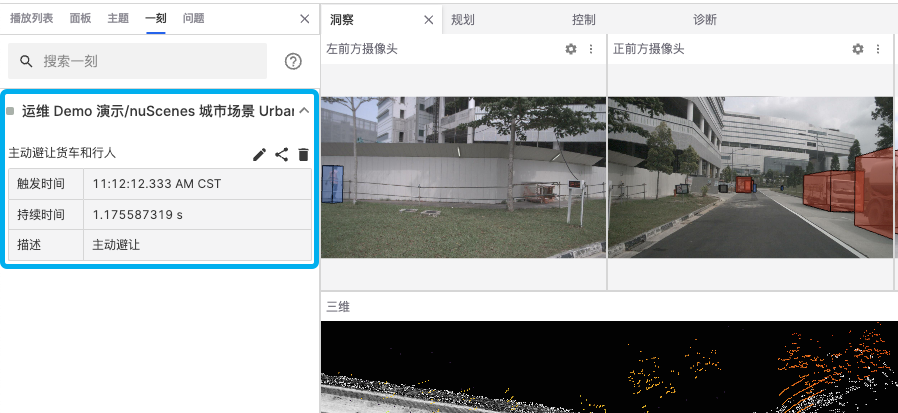 播放列表 面板 主题 一刻 问题
搜索一刻
运维 Demo 演示/nuScenes 城市场景 Urban
主动避让货车和行人
触发时间 11:12:12.333 AM CST
持续时间 1.175587319 s
描述 主动避让
洞察 规划 控制 诊断
左前方摄像头 正前方摄像头
三维